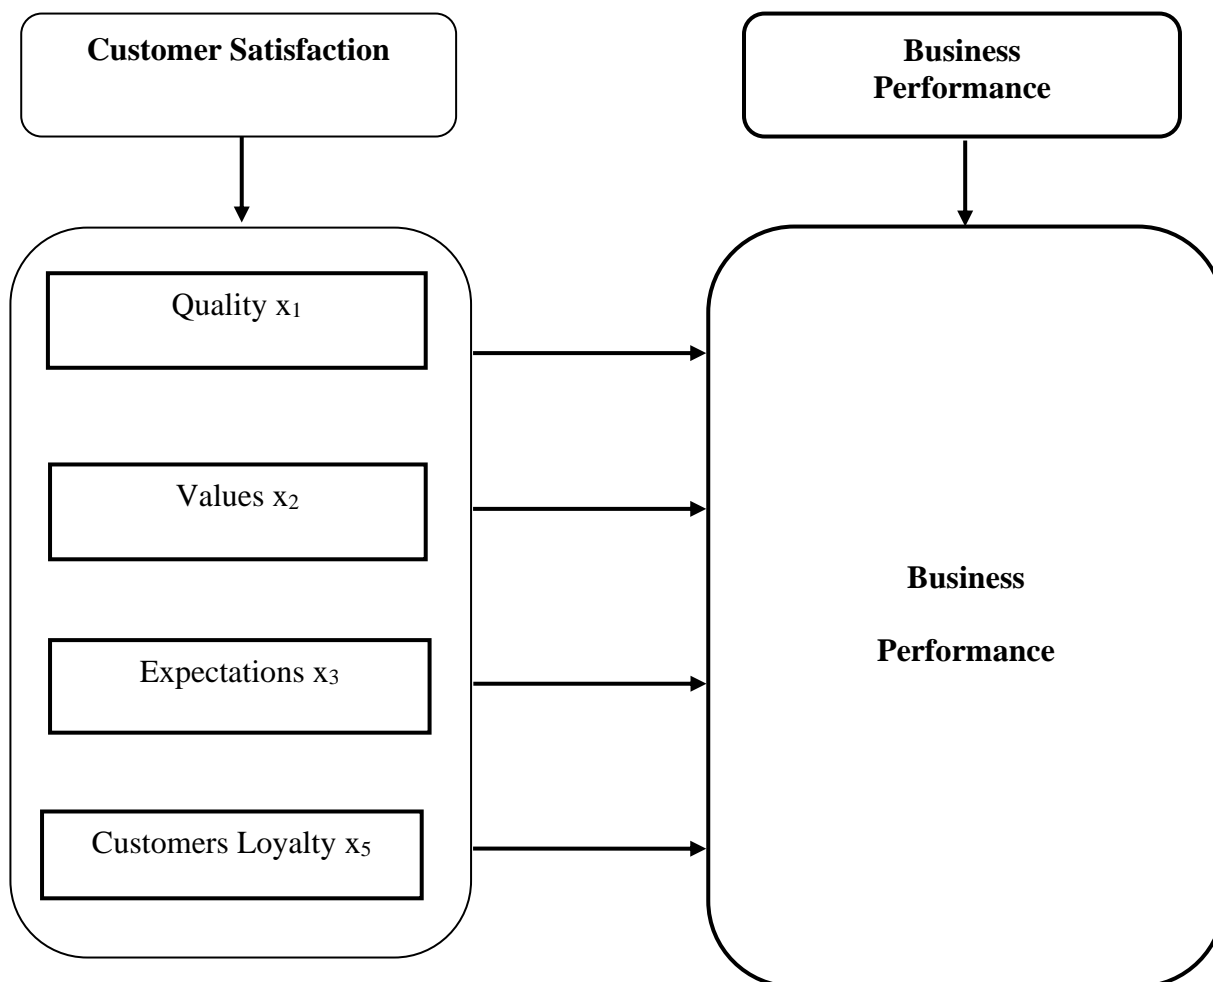 Customer Satisfaction
Business
Performance
Quality x₁
Values x₂
Expectations x₃
Customers Loyalty x₅
Business
Performance